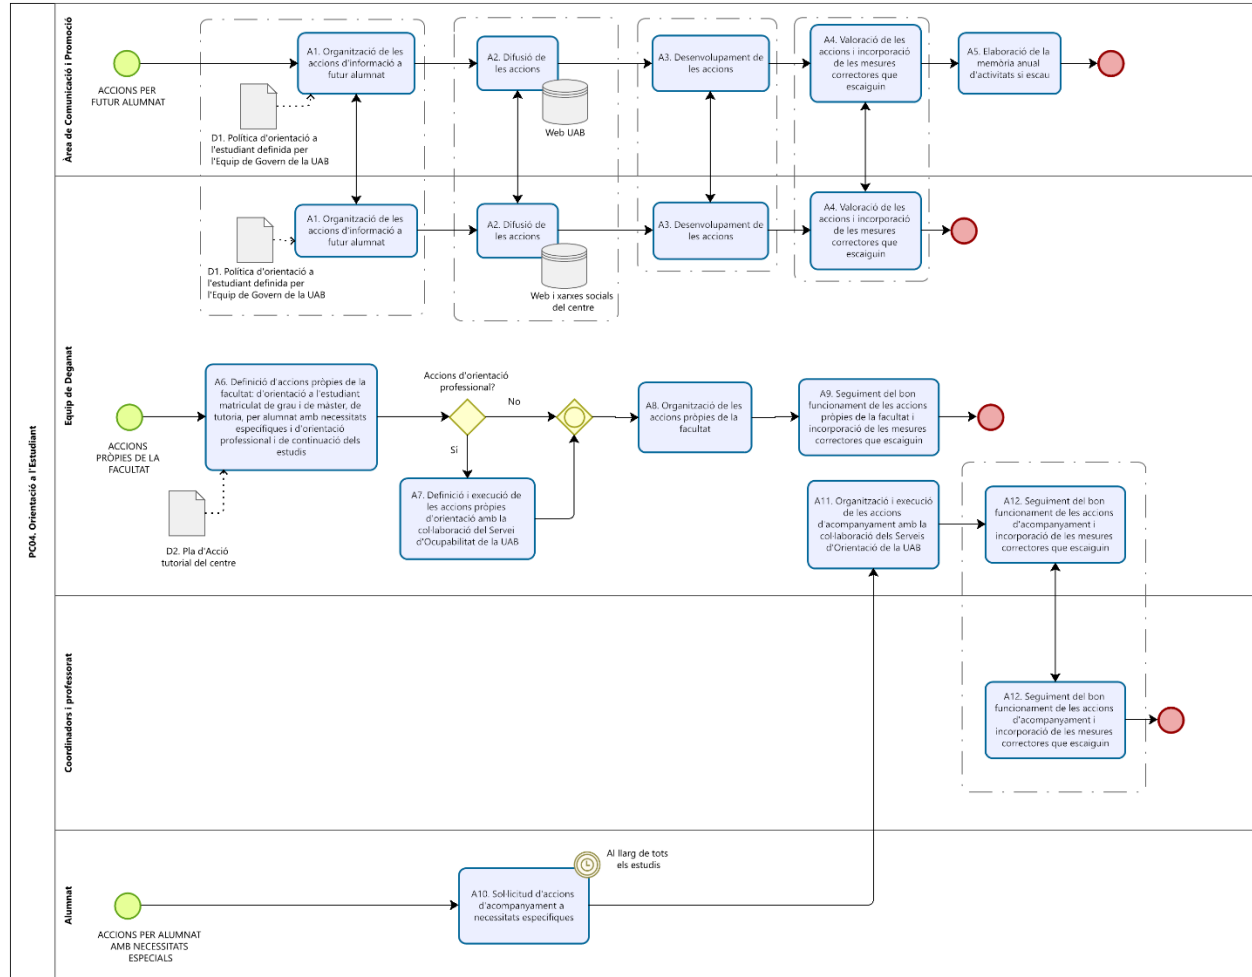 PC04. Orientació a l'Estudiant
Àrea de Comunicació i Promoció
ACCIONS PER
FUTUR ALUMNAT
A1. Organització de les
accions d'informació a
futur alumnat
D1. Política d'orientació a
l'estudiant definida per
l'Equip de Govern de la UAB
A2. Difusió de
les accions
Web UAB
A3. Desenvolupament de
les accions
A4. Valoració de les
accions i incorporació
de les mesures
correctores que
escaiguin
A5. Elaboració de la
memòria anual
d'activitats si escau
Equip de Deganat
A1. Organització de les
accions d'informació a
futur alumnat
D1. Política d'orientació a
l'estudiant definida per
l'Equip de Govern de la UAB
A2. Difusió de
les accions
Web i xarxes socials
del centre
A3. Desenvolupament de
les accions
A4. Valoració de les
accions i incorporació
de les mesures
correctores que
escaiguin
ACCIONS
PRÒPIES DE LA
FACULTAT
A6. Definició d'accions pròpies de la
facultat: d'orientació a l'estudiant
matriculat de grau i de màster, de
tutoria, per alumnat amb necessitats
específiques i d'orientació
professional i de continuació dels
estudis
D2. Pla d'Acció
tutorial del centre
Accions d'orientació
professional?
No
Si
A7. Definició i execució de
les accions pròpies
d'orientació amb la
col·laboració del Servei
d'Ocupabilitat de la UAB
A8. Organització de les
accions pròpies de la
facultat
A9. Seguiment del bon
funcionament de les accions
pròpies de la facultat i
incorporació de les mesures
correctores que escaiguin
A11. Organització i execució
de les accions
d'acompanyament amb la
col·laboració dels Serveis
d'Orientació de la UAB
A12. Seguiment del bon
funcionament de les accions
d'acompanyament i
incorporació de les mesures
correctores que escaiguin
Coordinadors i professorat
A12. Seguiment del bon
funcionament de les accions
d'acompanyament i
incorporació de les mesures
correctores que escaiguin
Alumnat
ACCIONS PER ALUMNAT
AMB NECESSITATS
ESPECIALS
A10. Sol·licitud d'accions
d'acompanyament a
necessitats específiques
Al llarg de tots
els estudis